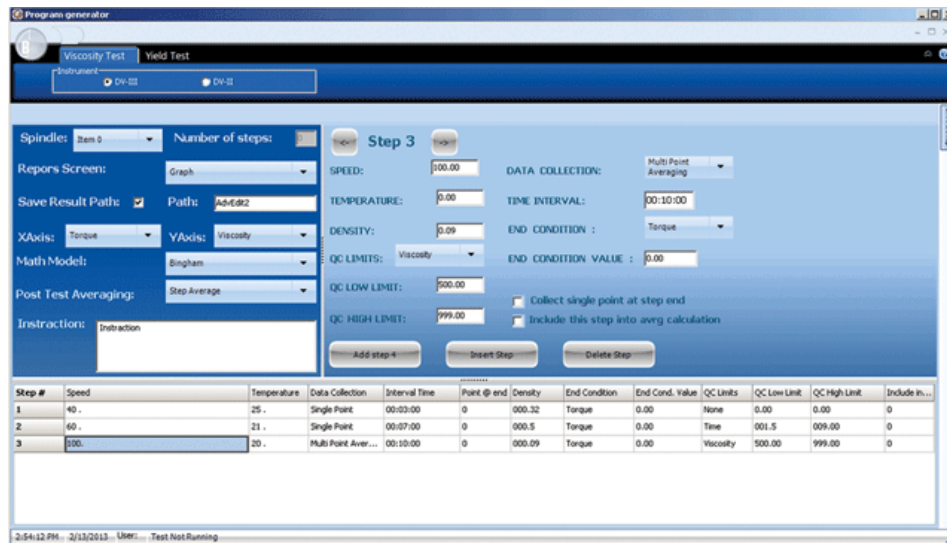 Program generator
Viscosity Test Yield Test
Instrument
DV-III DV-II
Spindle: Item 0 Number of steps:
Repors Screen: Graph
Save Result Path: Path: AdvEdit2
XAxis: Torque YAxis: Viscosity
Math Model: Bingham
Post Test Averaging: Step Average
Instraction: Instraction
<- Step 3 ->
SPEED: 100.00 DATA COLLECTION: Multi Point Averaging
TEMPERATURE: 0.00 TIME INTERVAL: 00:10:00
DENSITY: 0.09 END CONDITION : Torque
QC LIMITS: Viscosity END CONDITION VALUE : 0.00
QC LOW LIMIT: 500.00
Collect single point at step end
QC HIGH LIMIT: 999.00 Include this step into avrg calculation
Add step 4 Insert Step Delete Step
Step # Speed Temperature Data Collection Interval Time Point @ end Density End Condition End Cond. Value QC Limits QC Low Limit QC High Limit Include in...
1 40 . 25 . Single Point 00:03:00 0 000.32 Torque 0.00 None 0.00 0.00 0
2 60 . 21 . Single Point 00:07:00 0 000.5 Torque 0.00 Time 001.5 009.00 0
3 100. 20 . Multi Point Aver... 00:10:00 0 000.09 Torque 0.00 Viscosity 500.00 999.00 0
2:54:12 PM 2/13/2013 User: Test Not Running